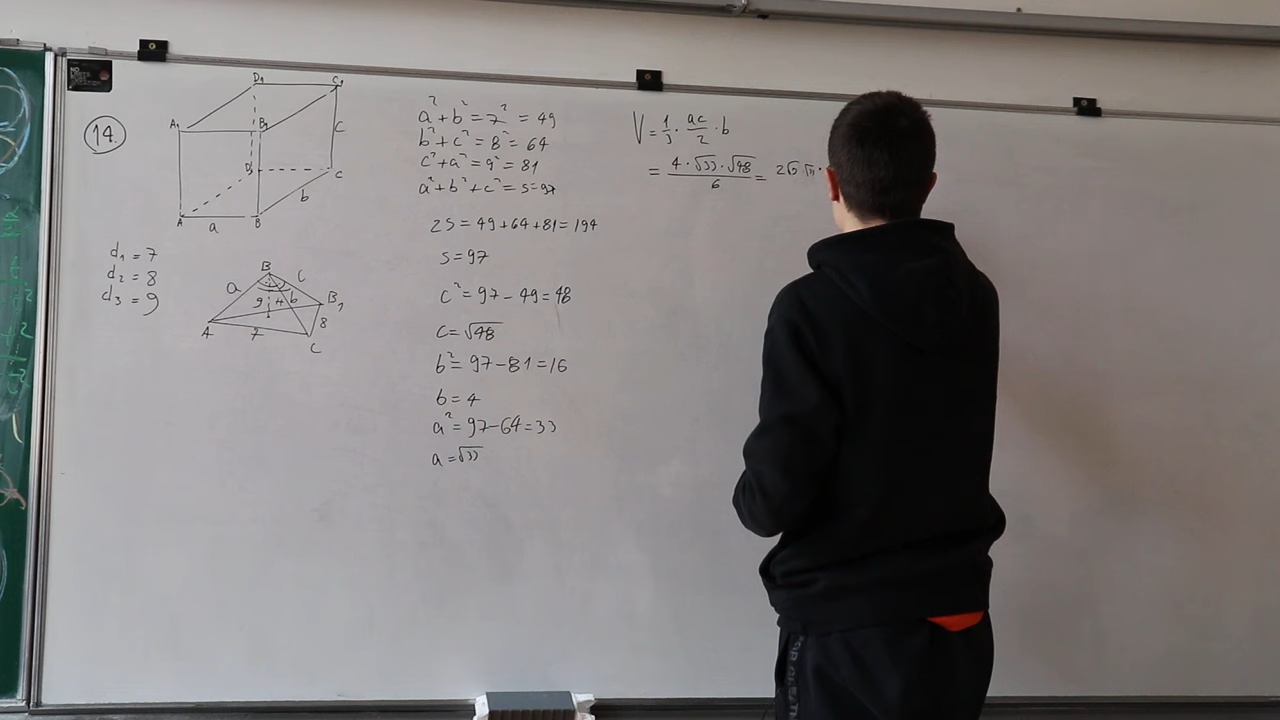 14.
A₁ B₁ C₁ D₁
A B C D
a b c
d₁ = 7
d₂ = 8
d₃ = 9
B
a c
9 H b B₁
A 7 8
C
a² + b² = 7² = 49
b² + c² = 8² = 64
c² + a² = 9² = 81
a² + b² + c² = S = 97
2S = 49 + 64 + 81 = 194
S = 97
c² = 97 - 49 = 48
c = √48
b² = 97 - 81 = 16
b = 4
a² = 97 - 64 = 33
a = √33
V = 1/3 · ac/2 · b
= 4 · √33 · √48 / 6 =